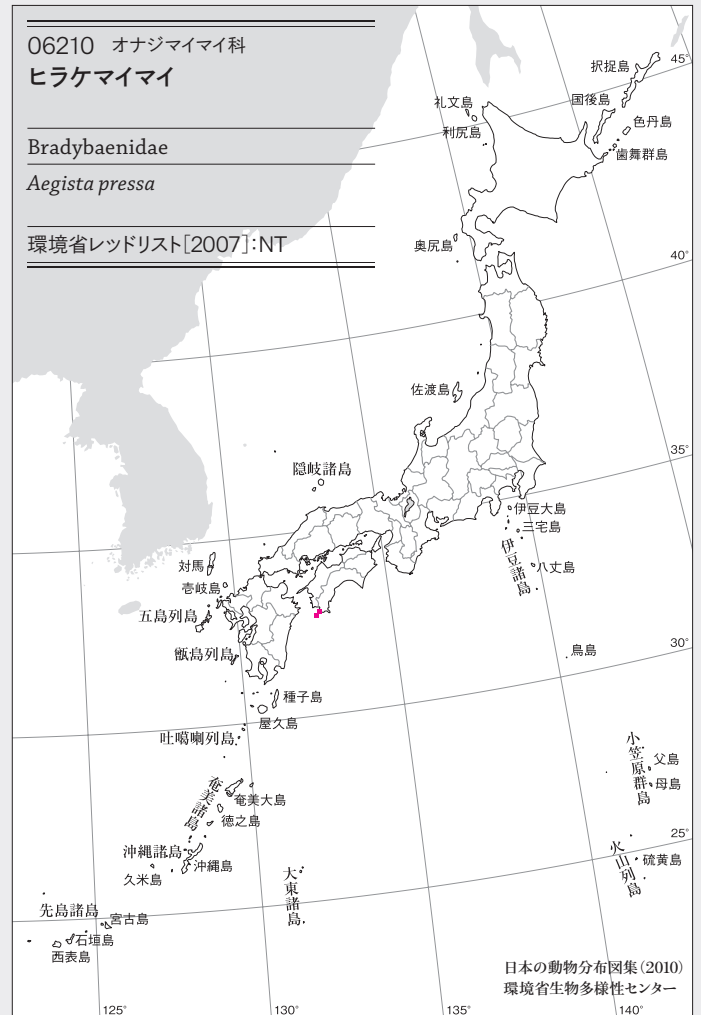 06210 オナジマイマイ科
ヒラケマイマイ
Bradybaenidae
Aegista pressa
環境省レッドリスト[2007]:NT
45°
択捉島
礼文島
国後島
色丹島
利尻島
歯舞群島
奥尻島
40°
佐渡島
35°
隠岐諸島
伊豆大島
三宅島
伊豆諸島
八丈島
対馬
壱岐島
五島列島
甑島列島
鳥島
30°
種子島
屋久島
吐噶喇列島
小笠原群島
父島
母島
奄美諸島
奄美大島
徳之島
25°
沖縄諸島
沖縄島
久米島
火山列島
硫黄島
大東諸島
先島諸島
宮古島
石垣島
西表島
日本の動物分布図集(2010)
環境省生物多様性センター
125°
130°
135°
140°